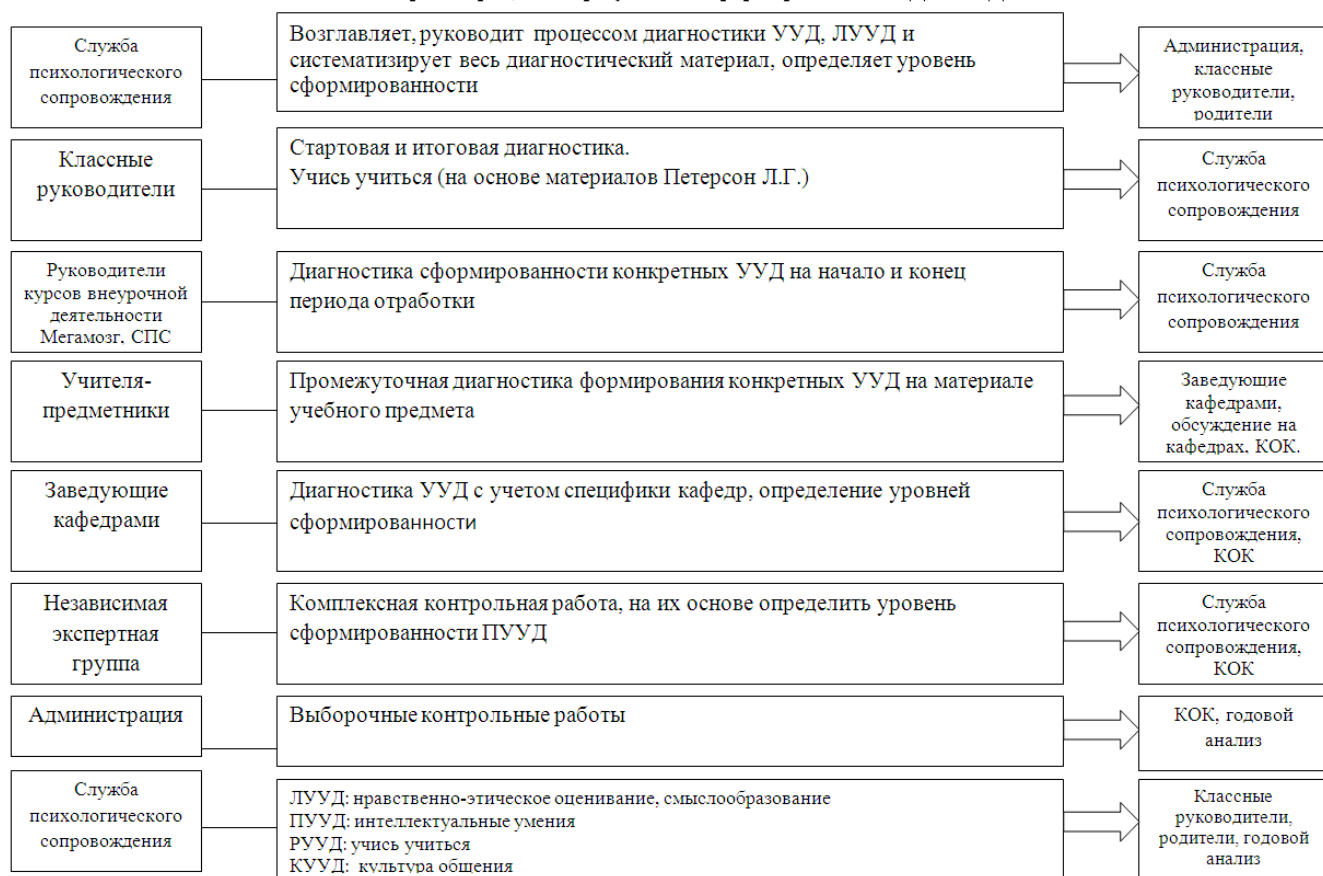 Служба
психологического
сопровождения
Возглавляет, руководит процессом диагностики УУД, ЛУУД и
систематизирует весь диагностический материал, определяет уровень
сформированности
Администрация,
классные
руководители,
родители
Классные
руководители
Стартовая и итоговая диагностика.
Учись учиться (на основе материалов Петерсон Л.Г.)
Служба
психологического
сопровождения
Руководители
курсов внеурочной
деятельности
Мегамозг, СПС
Диагностика сформированности конкретных УУД на начало и конец
периода отработки
Служба
психологического
сопровождения
Учителя-
предметники
Промежуточная диагностика формирования конкретных УУД на материале
учебного предмета
Заведующие
кафедрами,
обсуждение на
кафедрах, КОК.
Заведующие
кафедрами
Диагностика УУД с учетом специфики кафедр, определение уровней
сформированности
Служба
психологического
сопровождения,
КОК
Независимая
экспертная
группа
Комплексная контрольная работа, на их основе определить уровень
сформированности ПУУД
Служба
психологического
сопровождения,
КОК
Администрация
Выборочные контрольные работы
КОК, годовой
анализ
Служба
психологического
сопровождения
ЛУУД: нравственно-этическое оценивание, смыслообразование
ПУУД: интеллектуальные умения
РУУД: учись учиться
КУУД: культура общения
Классные
руководители,
родители, годовой
анализ